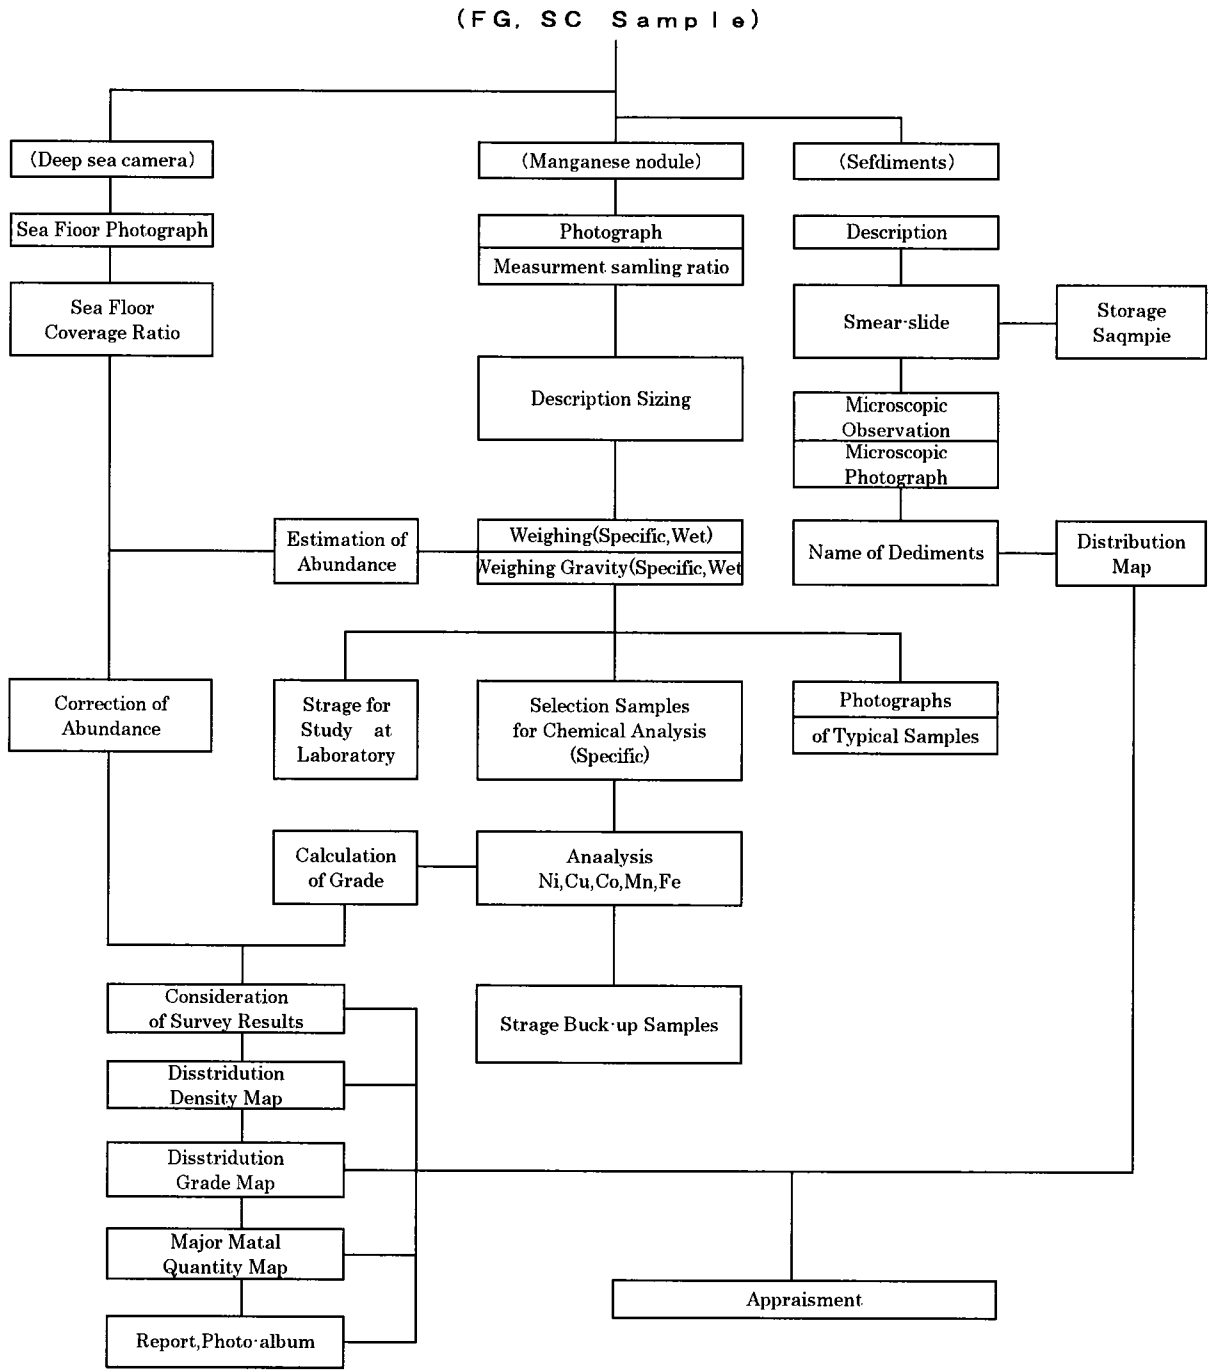 (FG, SC Sample)
(Deep sea camera)
(Manganese nodule)
(Sefdiments)
Sea Fioor Photograph
Photograph
Measurment samling ratio
Description
Sea Floor
Coverage Ratio
Smear-slide
Storage
Saqmpie
Description Sizing
Microscopic
Observation
Microscopic
Photograph
Estimation of
Abundance
Weighing(Specific,Wet)
Weighing Gravity(Specific,Wet
Name of Dediments
Distribution
Map
Correction of
Abundance
Strage for
Study at
Laboratory
Selection Samples
for Chemical Analysis
(Specific)
Photographs
of Typical Samples
Calculation
of Grade
Anaalysis
Ni,Cu,Co,Mn,Fe
Consideration
of Survey Results
Strage Buck-up Samples
Disstridution
Density Map
Disstridution
Grade Map
Major Matal
Quantity Map
Appraisment
Report,Photo-album